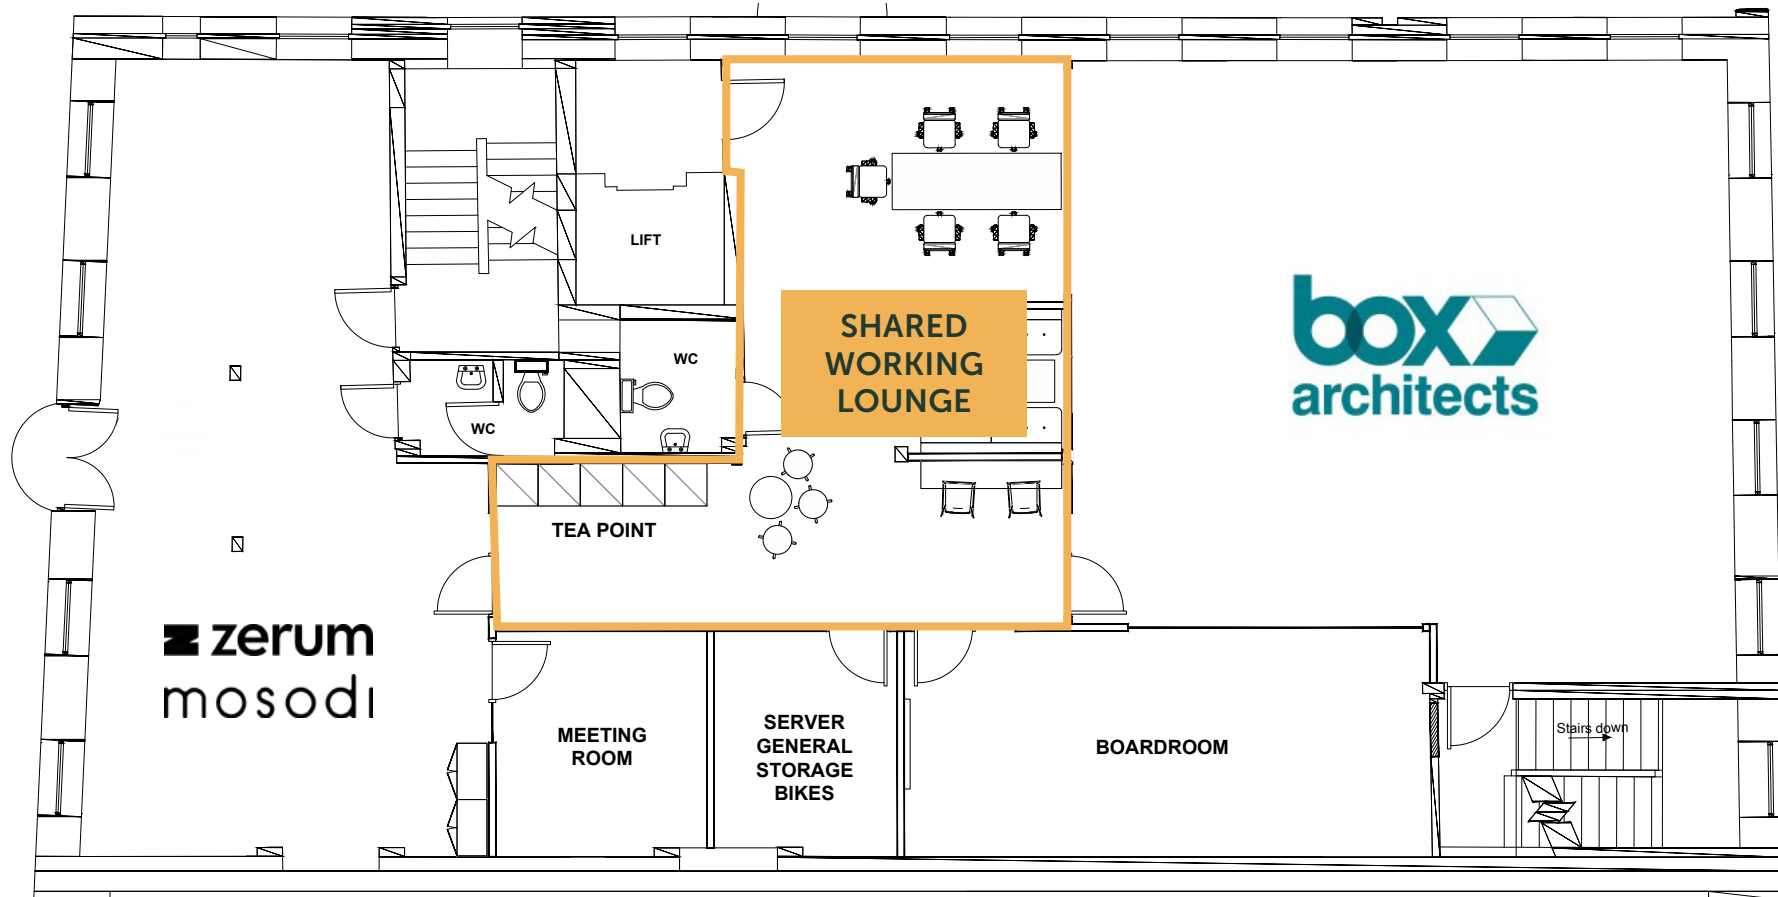 LIFT
WC
WC
SHARED
WORKING
LOUNGE
box
architects
TEA POINT
zerum
mosodi
MEETING
ROOM
SERVER
GENERAL
STORAGE
BIKES
BOARDROOM
Stairs down